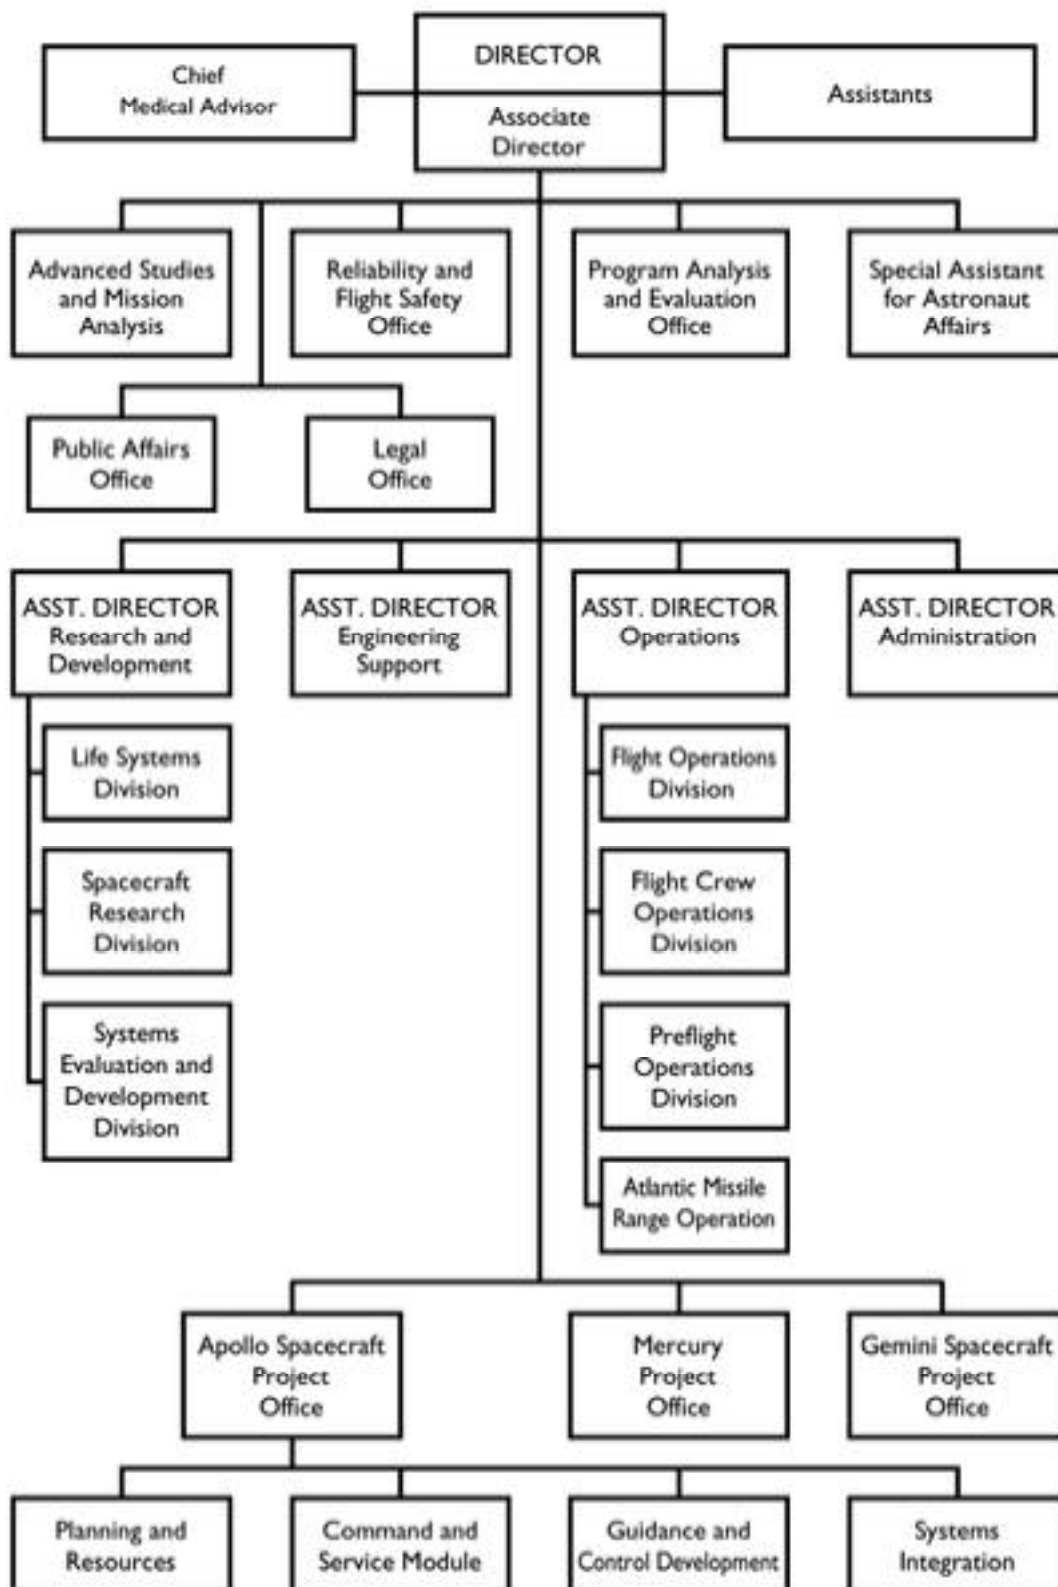 DIRECTOR
Chief
Medical Advisor
Associate
Director
Assistants
Advanced Studies
and Mission
Analysis
Reliability and
Flight Safety
Office
Program Analysis
and Evaluation
Office
Special Assistant
for Astronaut
Affairs
Public Affairs
Office
Legal
Office
ASST. DIRECTOR
Research and
Development
ASST. DIRECTOR
Engineering
Support
ASST. DIRECTOR
Operations
ASST. DIRECTOR
Administration
Life Systems
Division
Spacecraft
Research
Division
Systems
Evaluation and
Development
Division
Flight Operations
Division
Flight Crew
Operations
Division
Preflight
Operations
Division
Atlantic Missile
Range Operation
Apollo Spacecraft
Project
Office
Mercury
Project
Office
Gemini Spacecraft
Project
Office
Planning and
Resources
Command and
Service Module
Guidance and
Control Development
Systems
Integration